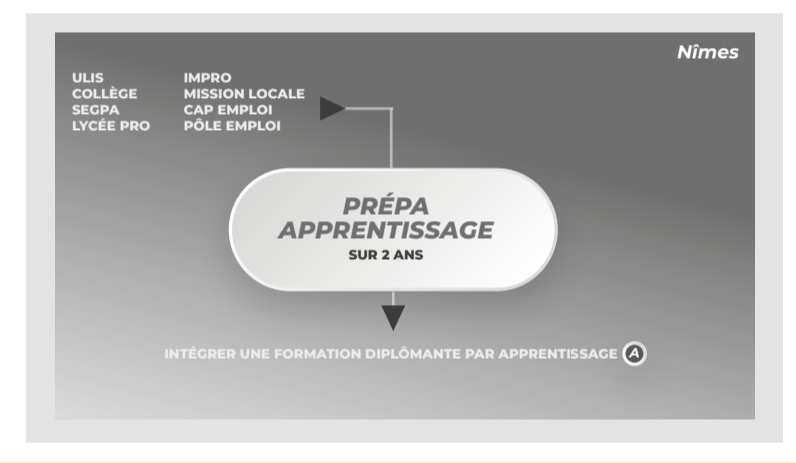 Nîmes
ULIS
COLLÈGE
SEGPA
LYCÉE PRO
IMPRO
MISSION LOCALE
CAP EMPLOI
PÔLE EMPLOI
PRÉPA
APPRENTISSAGE
SUR 2 ANS
INTÉGRER UNE FORMATION DIPLÔMANTE PAR APPRENTISSAGE A